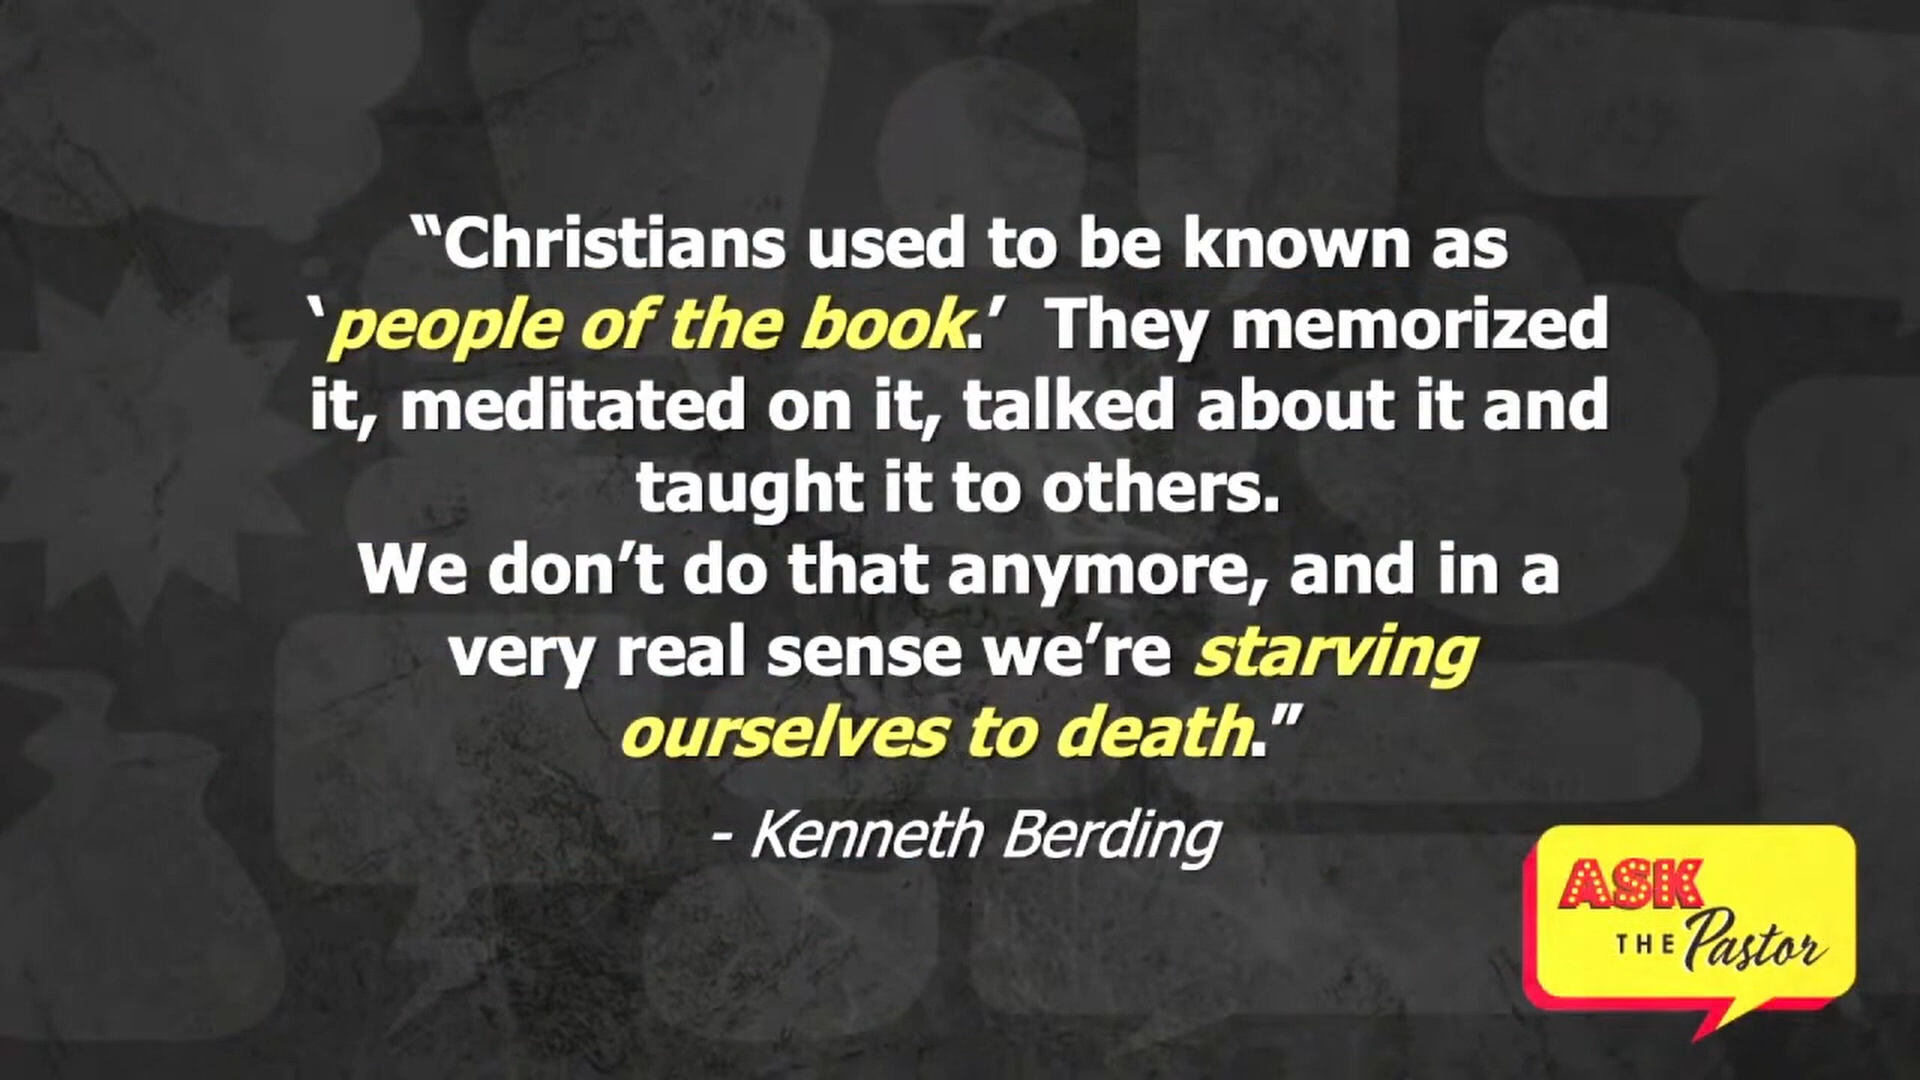 “Christians used to be known as
‘people of the book.’ They memorized
it, meditated on it, talked about it and
taught it to others.
We don’t do that anymore, and in a
very real sense we’re starving
ourselves to death.”
- Kenneth Berding
ASK
THE Pastor